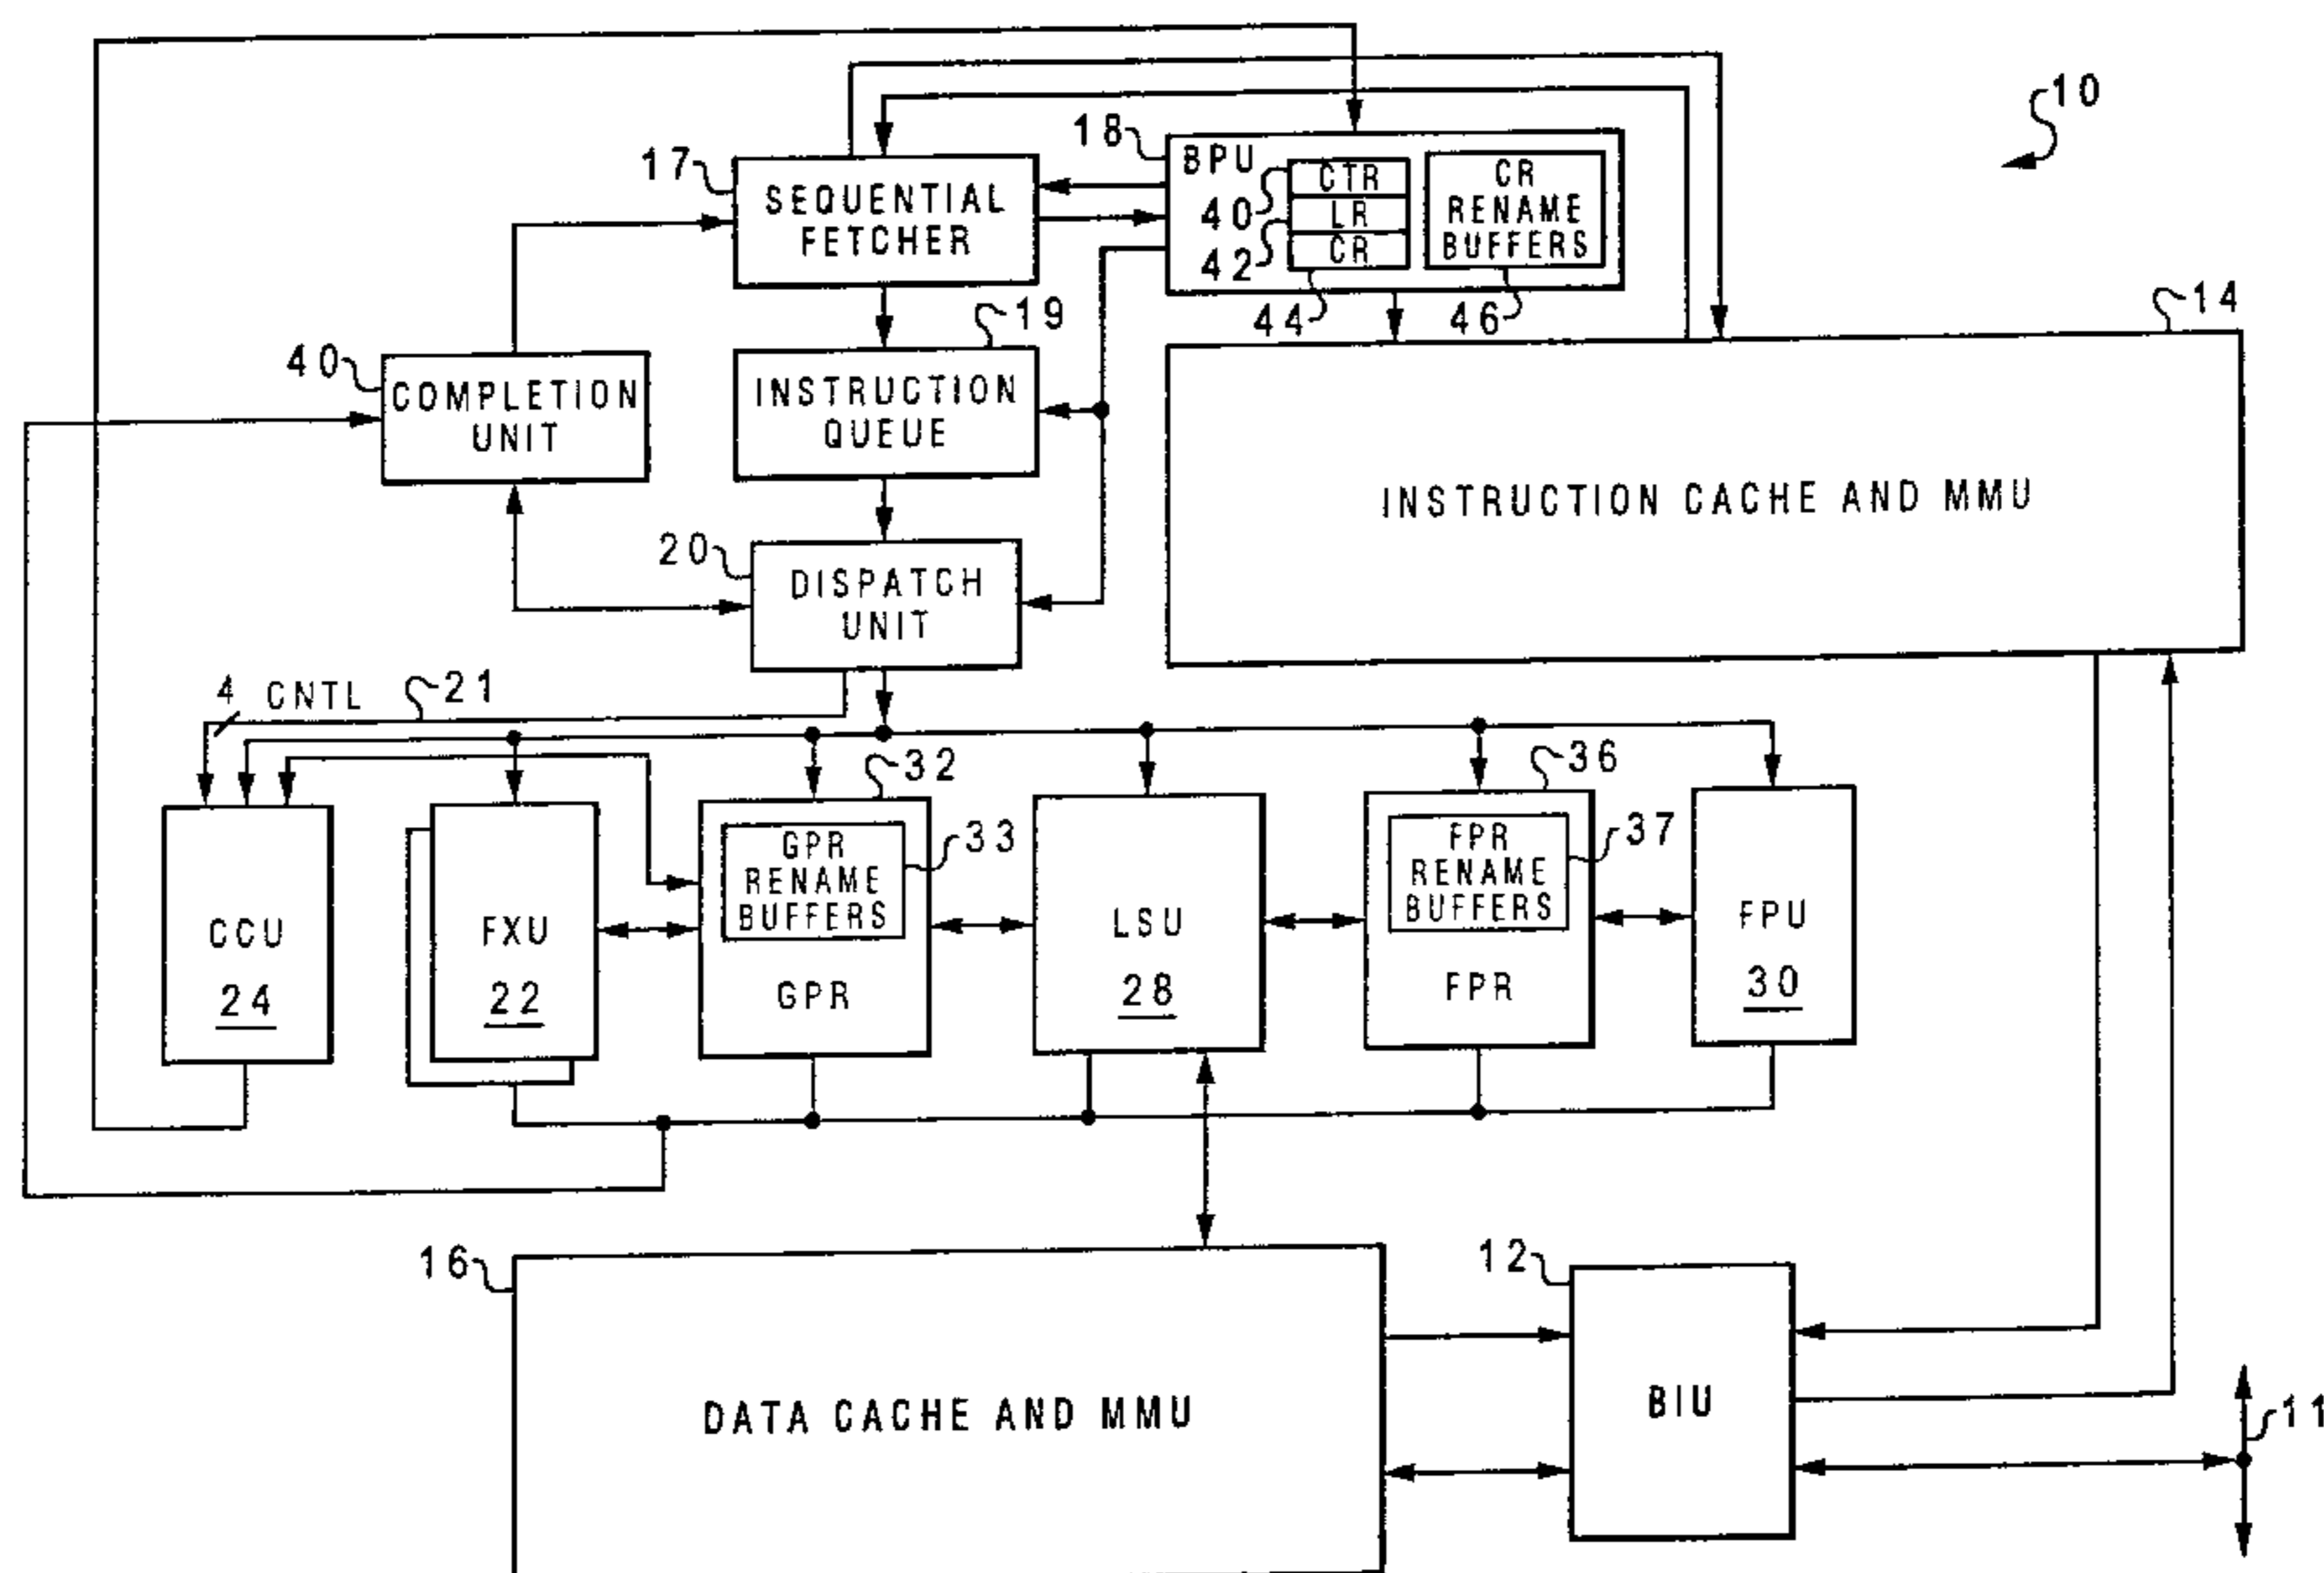 10
18
BPU
CTR
CR
17
SEQUENTIAL
40
LR
RENAME
FETCHER
42
CR
BUFFERS
44
46
14
19
40
COMPLETION
UNIT
INSTRUCTION
QUEUE
INSTRUCTION CACHE AND MMU
20
DISPATCH
UNIT
4 CNTL
21
32
36
33
37
GPR
RENAME
BUFFERS
FPR
RENAME
BUFFERS
CCU
24
FXU
22
GPR
LSU
28
FPR
FPU
30
16
12
DATA CACHE AND MMU
BIU
11